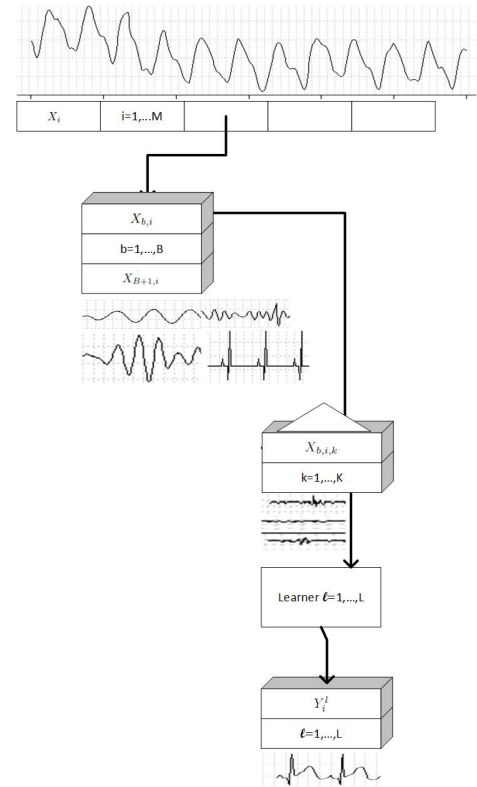 X_i i=1,...M
X_{b,i}
b=1,...,B
X_{B+1,i}
X_{b,i,k}
k=1,...,K
Learner ℓ=1,...,L
Y_i^l
ℓ=1,...,L